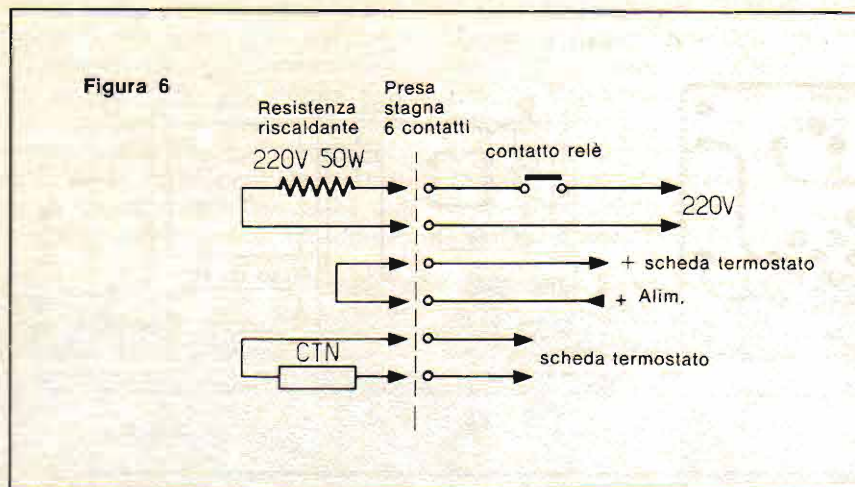 Figura 6
Resistenza
riscaldante
Presa
stagna
6 contatti
220V 50W
contatto relè
220V
+ scheda termostato
+ Alim.
CTN
scheda termostato